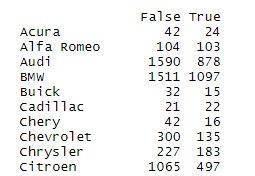 False True
Acura 42 24
Alfa Romeo 104 103
Audi 1590 878
BMW 1511 1097
Buick 32 15
Cadillac 21 22
Chery 42 16
Chevrolet 300 135
Chrysler 227 183
Citroen 1065 497